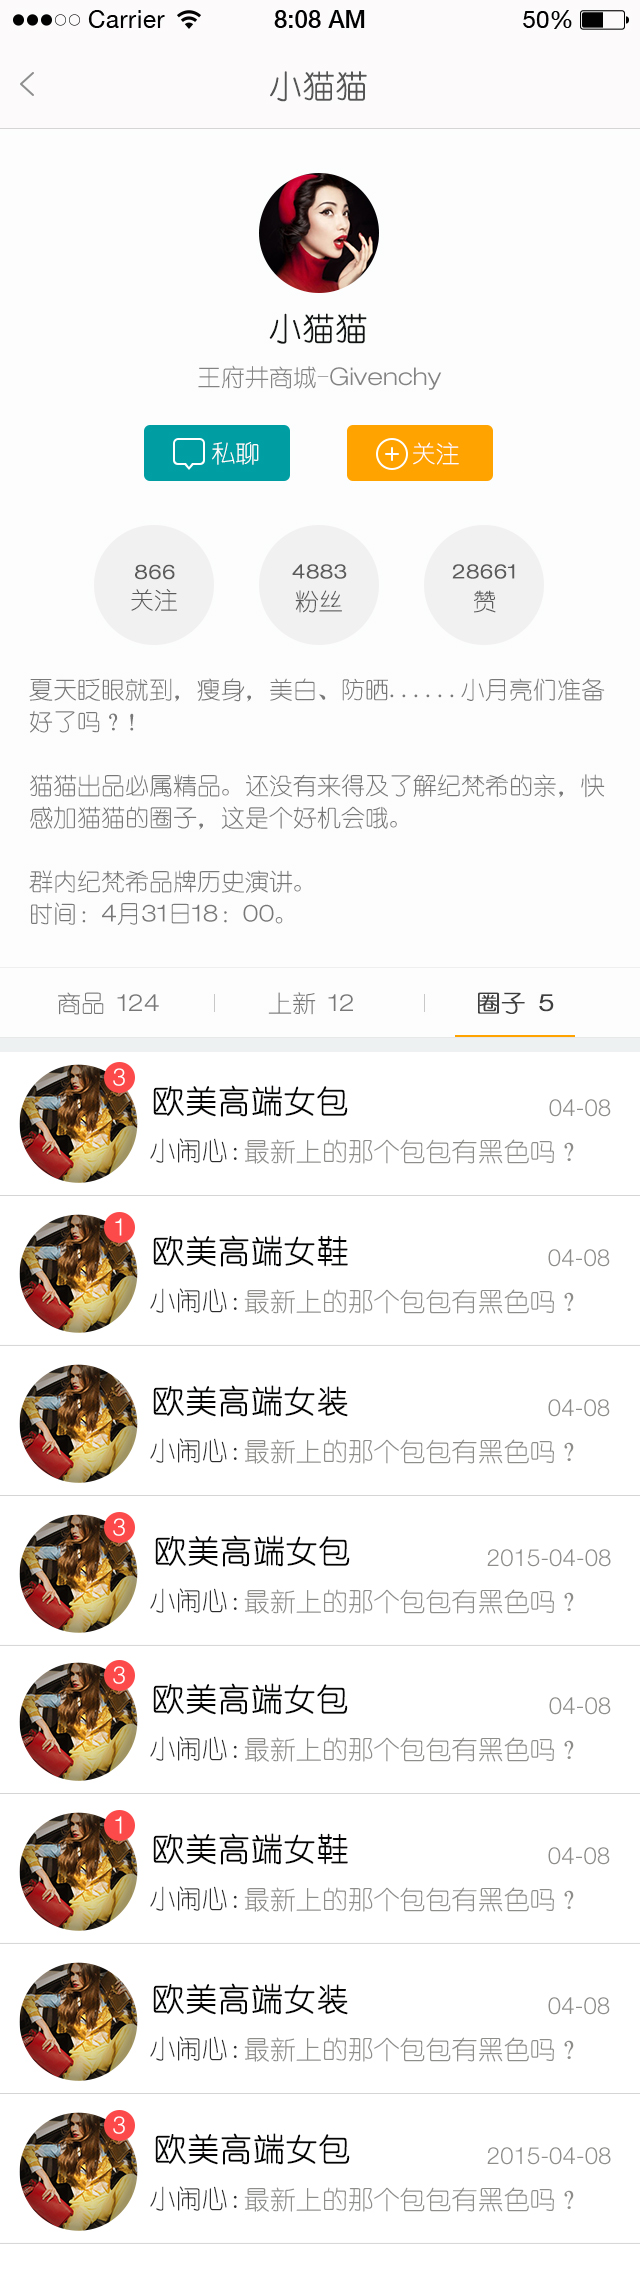 Carrier 8:08 AM 50%
小猫猫
小猫猫
王府井商城-Givenchy
私聊 关注
866 4883 28661
关注 粉丝 赞
夏天眨眼就到，瘦身，美白、防晒......小月亮们准备
好了吗？！
猫猫出品必属精品。还没有来得及了解纪梵希的亲，快
感加猫猫的圈子，这是个好机会哦。
群内纪梵希品牌历史演讲。
时间：4月31日18：00。
商品 124 上新 12 圈子 5
3
欧美高端女包 04-08
小闹心:最新上的那个包包有黑色吗？
1
欧美高端女鞋 04-08
小闹心:最新上的那个包包有黑色吗？
欧美高端女装 04-08
小闹心:最新上的那个包包有黑色吗？
3
欧美高端女包 2015-04-08
小闹心:最新上的那个包包有黑色吗？
3
欧美高端女包 04-08
小闹心:最新上的那个包包有黑色吗？
1
欧美高端女鞋 04-08
小闹心:最新上的那个包包有黑色吗？
欧美高端女装 04-08
小闹心:最新上的那个包包有黑色吗？
3
欧美高端女包 2015-04-08
小闹心:最新上的那个包包有黑色吗？